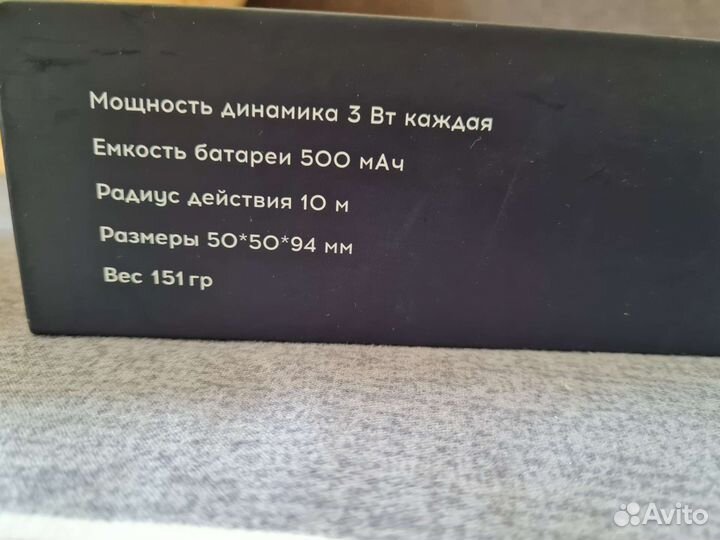 Мощность динамика 3 Вт каждая
Емкость батареи 500 мАч
Радиус действия 10 м
Размеры 50*50*94 мм
Вес 151 гр
Avito